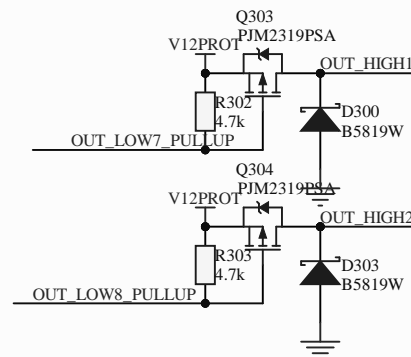 Q303
PJM2319PSA
V12PROT
OUT_HIGH1
R302
4.7k
D300
B5819W
OUT_LOW7_PULLUP
Q304
PJM2319PSA
V12PROT
OUT_HIGH2
R303
4.7k
D303
B5819W
OUT_LOW8_PULLUP